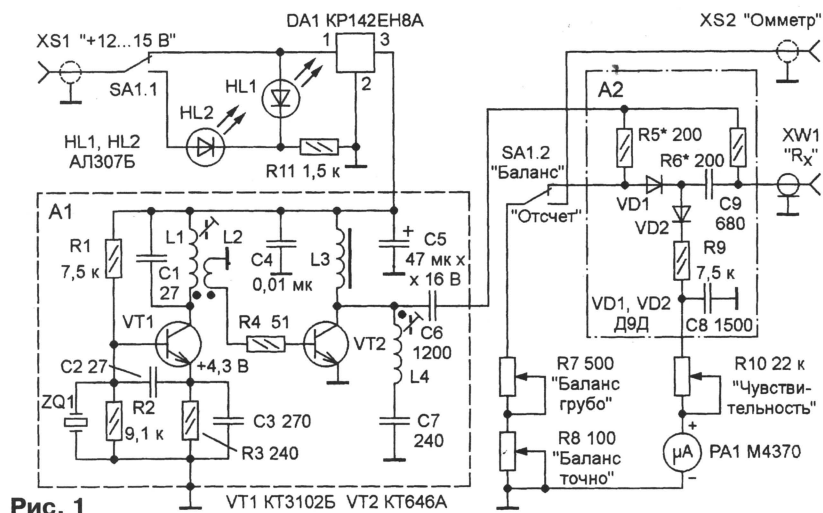 DA1 КР142ЕН8А
XS2 "Омметр"
XS1 "+12...15 В"
1
3
2
SA1.1
HL1
HL2
HL1, HL2
АЛ307Б
R11 1,5 к
A2
R5* 200
R6* 200
XW1
"Rx"
SA1.2
"Баланс"
"Отсчет"
VD1
C9
680
VD2
R9
7,5 к
VD1, VD2
Д9Д
C8 1500
A1
R1
7,5 к
C1
27
L1
L2
C4
0,01 мк
L3
+
C5
47 мк х
х 16 В
VT1
R4 51
VT2
C6
1200
L4
C2 27
+4,3 В
ZQ1
R2
9,1 к
C3 270
R3 240
C7
240
R7 500
"Баланс
грубо"
R8 100
"Баланс
точно"
R10 22 к
"Чувстви-
тельность"
+
μA
−
PA1 М4370
Рис. 1
VT1 КТ3102Б VT2 КТ646А